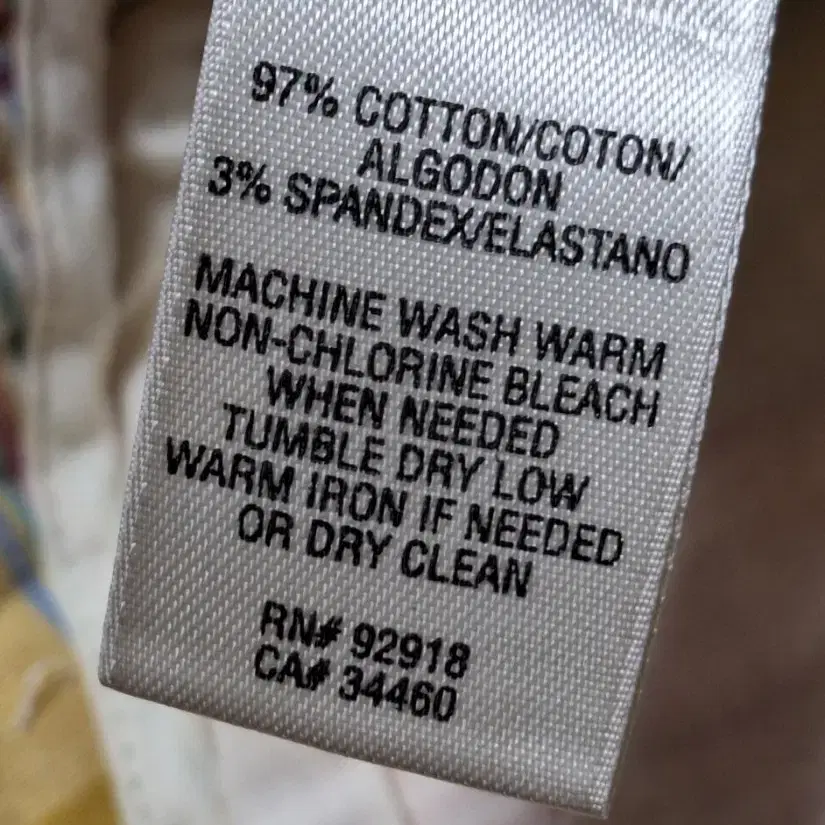 97% COTTON/COTON/
ALGODON
3% SPANDEX/ELASTANO
MACHINE WASH WARM
NON-CHLORINE BLEACH
WHEN NEEDED
TUMBLE DRY LOW
WARM IRON IF NEEDED
OR DRY CLEAN
RN# 92918
CA# 34460